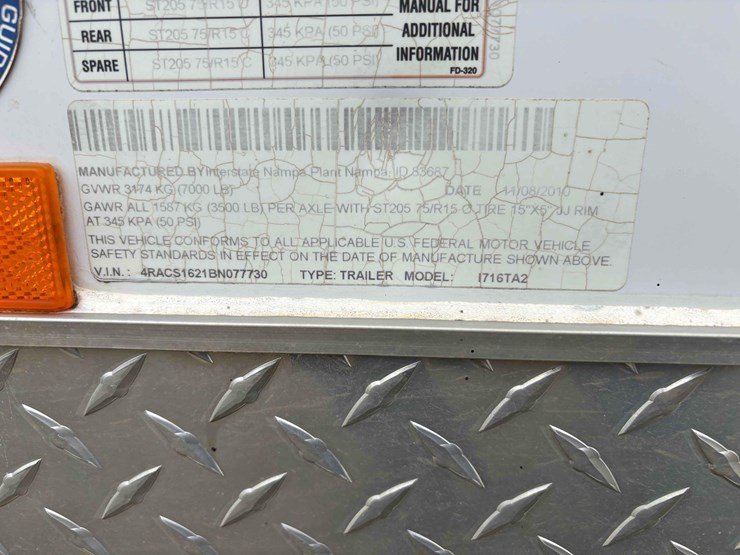 GUID
FRONT ST205 75/R15 C 345 KPA (50 PSI) MANUAL FOR
REAR ST205 75/R15 C 345 KPA (50 PSI) ADDITIONAL
SPARE ST205 75/R15 C 345 KPA (50 PSI) INFORMATION
FD-320
MANUFACTURED BY Interstate Nampa Plant Nampa, ID 83687
GVWR 3174 KG (7000 LB) DATE 11/08/2010
GAWR ALL 1587 KG (3500 LB) PER AXLE WITH ST205 75/R15 C TIRE 15"X5" JJ RIM
AT 345 KPA (50 PSI)
THIS VEHICLE CONFORMS TO ALL APPLICABLE U.S. FEDERAL MOTOR VEHICLE
SAFETY STANDARDS IN EFFECT ON THE DATE OF MANUFACTURE SHOWN ABOVE.
V.I.N.: 4RACS1621BN077730 TYPE: TRAILER MODEL: I716TA2